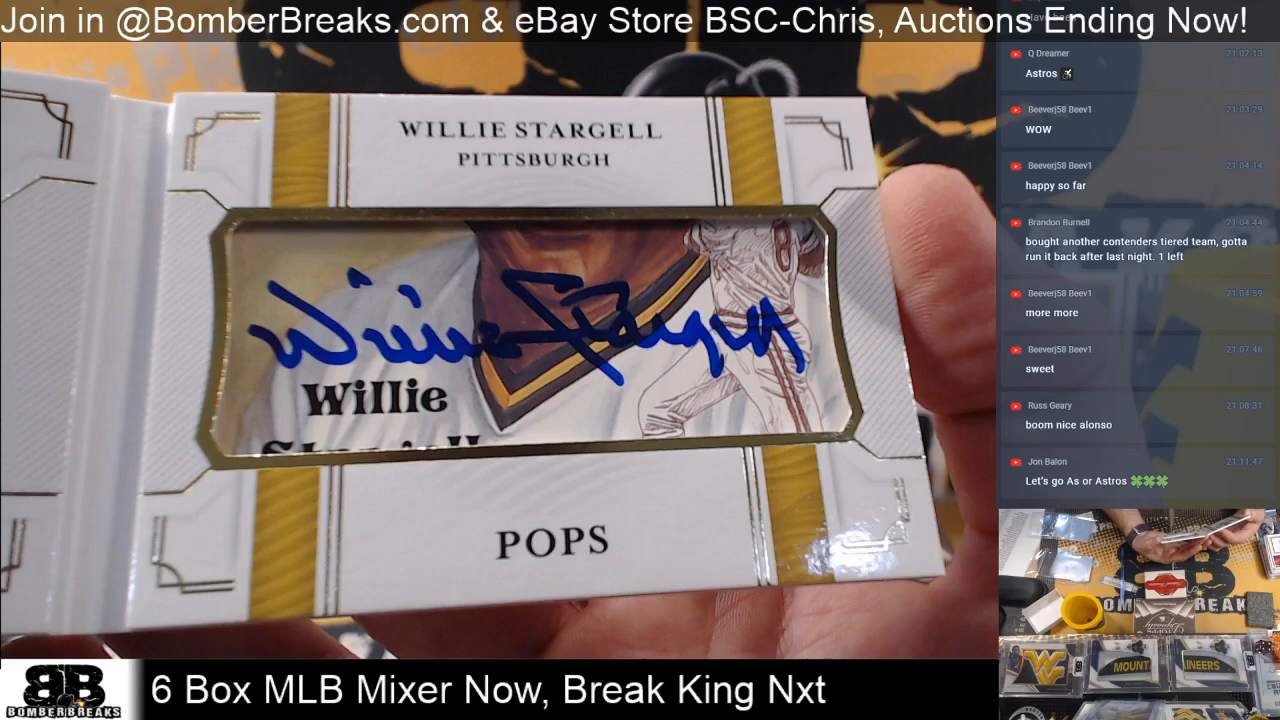 Join in @BomberBreaks.com & eBay Store BSC-Chris, Auctions Ending Now!
WILLIE STARGELL
PITTSBURGH
Willie Stargell
Willie
POPS
Q Dreamer 21:02:13
Astros
Beeverj58 Beev1 21:03:29
WOW
Beeverj58 Beev1 21:04:14
happy so far
Brandon Burnell 21:04:44
bought another contenders tiered team, gotta
run it back after last night. 1 left
Beeverj58 Beev1 21:04:59
more more
Beeverj58 Beev1 21:07:46
sweet
Russ Geary 21:08:31
boom nice alonso
Jon Balon 21:11:47
Let's go As or Astros 🍀🍀🍀
BREAKS
MOUNT
INEERS
BB
BOMBERBREAKS
6 Box MLB Mixer Now, Break King Nxt